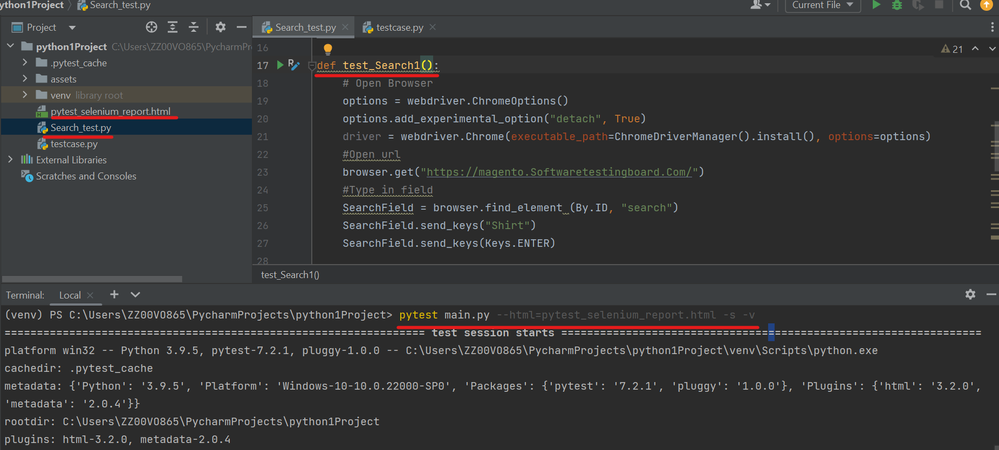 ython1Project > Search_test.py
Current File
Project
Search_test.py
testcase.py
python1Project C:\Users\ZZ00VO865\PycharmPr
.pytest_cache
assets
venv library root
pytest_selenium_report.html
Search_test.py
testcase.py
External Libraries
Scratches and Consoles
21
16
17 def test_Search1():
18 # Open Browser
19 options = webdriver.ChromeOptions()
20 options.add_experimental_option("detach", True)
21 driver = webdriver.Chrome(executable_path=ChromeDriverManager().install(), options=options)
22 #Open url
23 browser.get("https://magento.Softwaretestingboard.Com/")
24 #Type in field
25 SearchField = browser.find_element (By.ID, "search")
26 SearchField.send_keys("Shirt")
27 SearchField.send_keys(Keys.ENTER)
28
test_Search1()
Terminal: Local
(venv) PS C:\Users\ZZ00VO865\PycharmProjects\python1Project> pytest main.py --html=pytest_selenium_report.html -s -v
================================================================= test session starts =================================================================
platform win32 -- Python 3.9.5, pytest-7.2.1, pluggy-1.0.0 -- C:\Users\ZZ00VO865\PycharmProjects\python1Project\venv\Scripts\python.exe
cachedir: .pytest_cache
metadata: {'Python': '3.9.5', 'Platform': 'Windows-10-10.0.22000-SP0', 'Packages': {'pytest': '7.2.1', 'pluggy': '1.0.0'}, 'Plugins': {'html': '3.2.0',
'metadata': '2.0.4'}}
rootdir: C:\Users\ZZ00VO865\PycharmProjects\python1Project
plugins: html-3.2.0, metadata-2.0.4